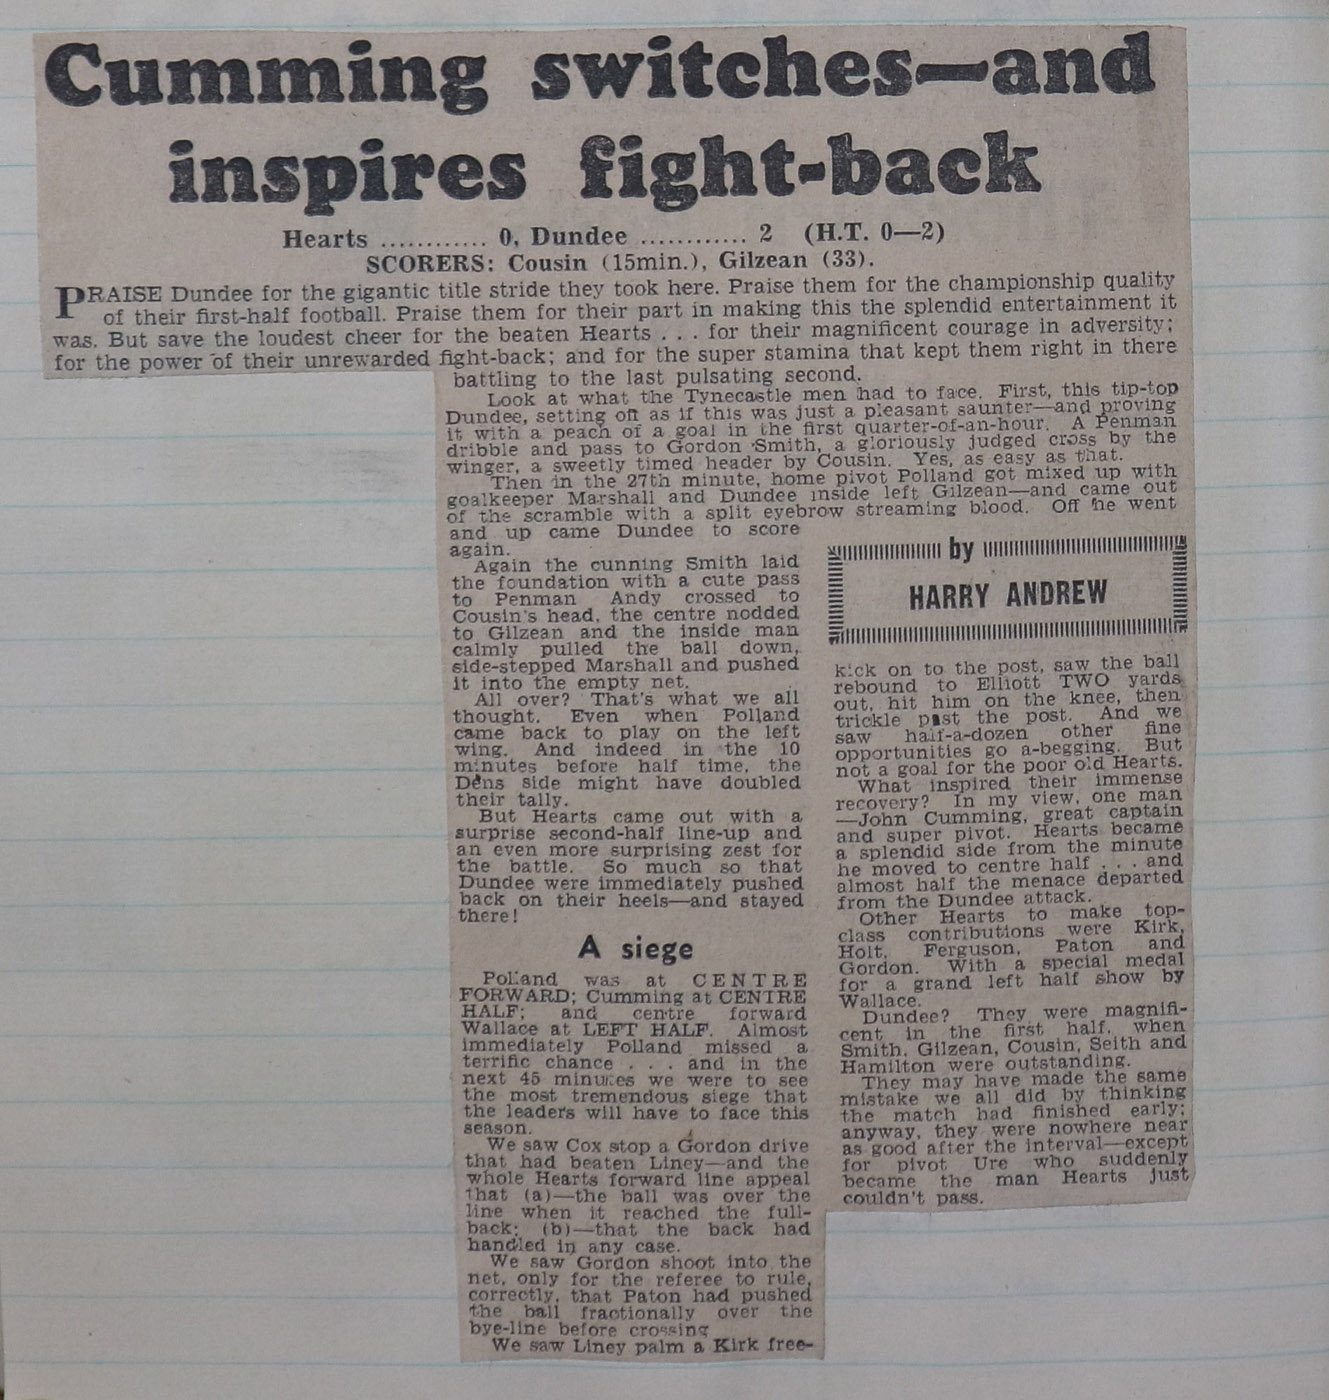 Cumming switches—and
inspires fight-back
Hearts ............ 0, Dundee ............ 2 (H.T. 0—2)
SCORERS: Cousin (15min.), Gilzean (33).
PRAISE Dundee for the gigantic title stride they took here. Praise them for the championship quality
of their first-half football. Praise them for their part in making this the splendid entertainment it
was. But save the loudest cheer for the beaten Hearts . . . for their magnificent courage in adversity;
for the power of their unrewarded fight-back; and for the super stamina that kept them right in there
battling to the last pulsating second.
Look at what the Tynecastle men had to face. First, this tip-top
Dundee, setting off as if this was just a pleasant saunter—and proving
it with a peach of a goal in the first quarter-of-an-hour. A Penman
dribble and pass to Gordon Smith, a gloriously judged cross by the
winger, a sweetly timed header by Cousin. Yes, as easy as that.
Then in the 27th minute, home pivot Polland got mixed up with
goalkeeper Marshall and Dundee inside left Gilzean—and came out
of the scramble with a split eyebrow streaming blood. Off he went
and up came Dundee to score
again.
Again the cunning Smith laid
the foundation with a cute pass
to Penman Andy crossed to
Cousin's head, the centre nodded
to Gilzean and the inside man
calmly pulled the ball down,
side-stepped Marshall and pushed
it into the empty net.
All over? That's what we all
thought. Even when Polland
came back to play on the left
wing. And indeed in the 10
minutes before half time, the
Dens side might have doubled
their tally.
But Hearts came out with a
surprise second-half line-up and
an even more surprising zest for
the battle. So much so that
Dundee were immediately pushed
back on their heels—and stayed
there!
A siege
Polland was at CENTRE
FORWARD; Cumming at CENTRE
HALF; and centre forward
Wallace at LEFT HALF. Almost
immediately Polland missed a
terrific chance . . . and in the
next 45 minutes we were to see
the most tremendous siege that
the leaders will have to face this
season.
We saw Cox stop a Gordon drive
that had beaten Liney—and the
whole Hearts forward line appeal
that (a)—the ball was over the
line when it reached the full-
back; (b)—that the back had
handled in any case.
We saw Gordon shoot into the
net, only for the referee to rule,
correctly, that Paton had pushed
the ball fractionally over the
bye-line before crossing
We saw Liney palm a Kirk free-
by
HARRY ANDREW
kick on to the post, saw the ball
rebound to Elliott TWO yards
out, hit him on the knee, then
trickle past the post. And we
saw half-a-dozen other fine
opportunities go a-begging. But
not a goal for the poor old Hearts.
What inspired their immense
recovery? In my view, one man
—John Cumming, great captain
and super pivot. Hearts became
a splendid side from the minute
he moved to centre half . . . and
almost half the menace departed
from the Dundee attack.
Other Hearts to make top-
class contributions were Kirk,
Holt, Ferguson, Paton and
Gordon. With a special medal
for a grand left half show by
Wallace.
Dundee? They were magnifi-
cent in the first half, when
Smith, Gilzean, Cousin, Seith and
Hamilton were outstanding.
They may have made the same
mistake we all did by thinking
the match had finished early;
anyway, they were nowhere near
as good after the interval—except
for pivot Ure who suddenly
became the man Hearts just
couldn't pass.